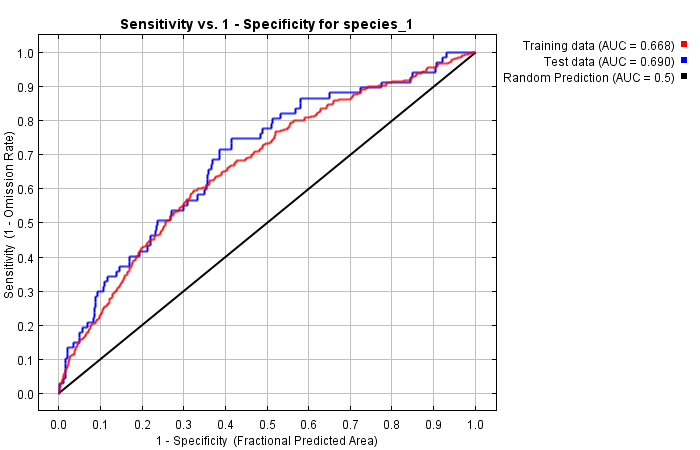 Sensitivity vs. 1 - Specificity for species_1
Training data (AUC = 0.668)
Test data (AUC = 0.690)
Random Prediction (AUC = 0.5)
Sensitivity (1 - Omission Rate)
1.0
0.9
0.8
0.7
0.6
0.5
0.4
0.3
0.2
0.1
0.0
0.0 0.1 0.2 0.3 0.4 0.5 0.6 0.7 0.8 0.9 1.0
1 - Specificity (Fractional Predicted Area)